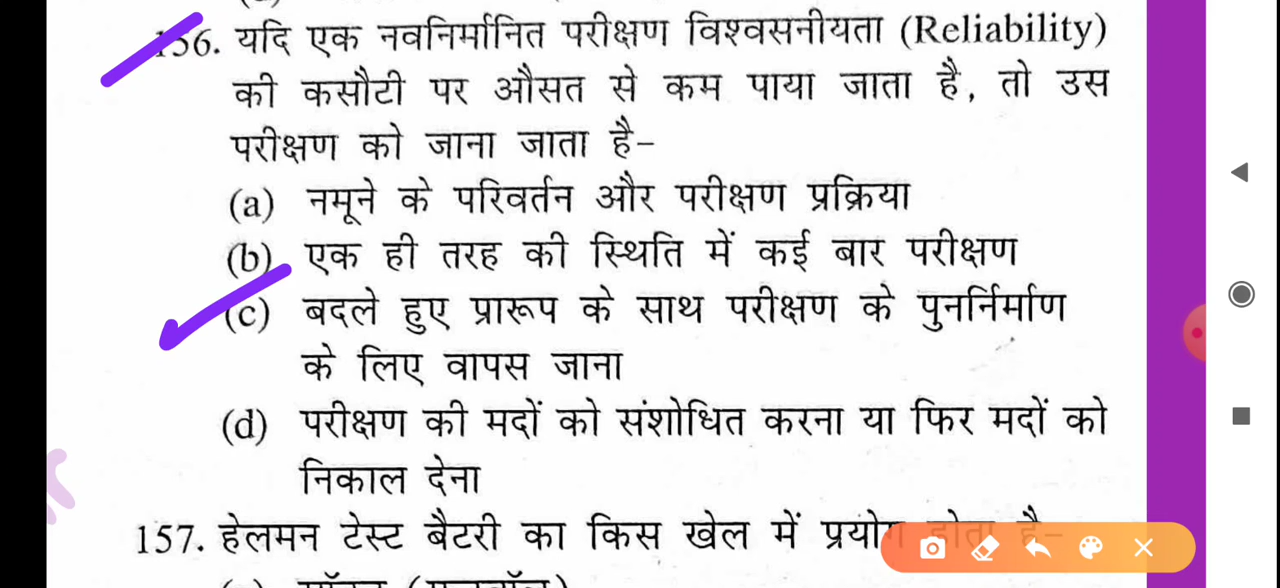 156. यदि एक नवनिर्मानित परीक्षण विश्वसनीयता (Reliability)
की कसौटी पर औसत से कम पाया जाता है, तो उस
परीक्षण को जाना जाता है-
(a) नमूने के परिवर्तन और परीक्षण प्रक्रिया
(b) एक ही तरह की स्थिति में कई बार परीक्षण
(c) बदले हुए प्रारूप के साथ परीक्षण के पुनर्निर्माण
के लिए वापस जाना
(d) परीक्षण की मदों को संशोधित करना या फिर मदों को
निकाल देना
157. हेलमन टेस्ट बैटरी का किस खेल में प्रयोग होता है-